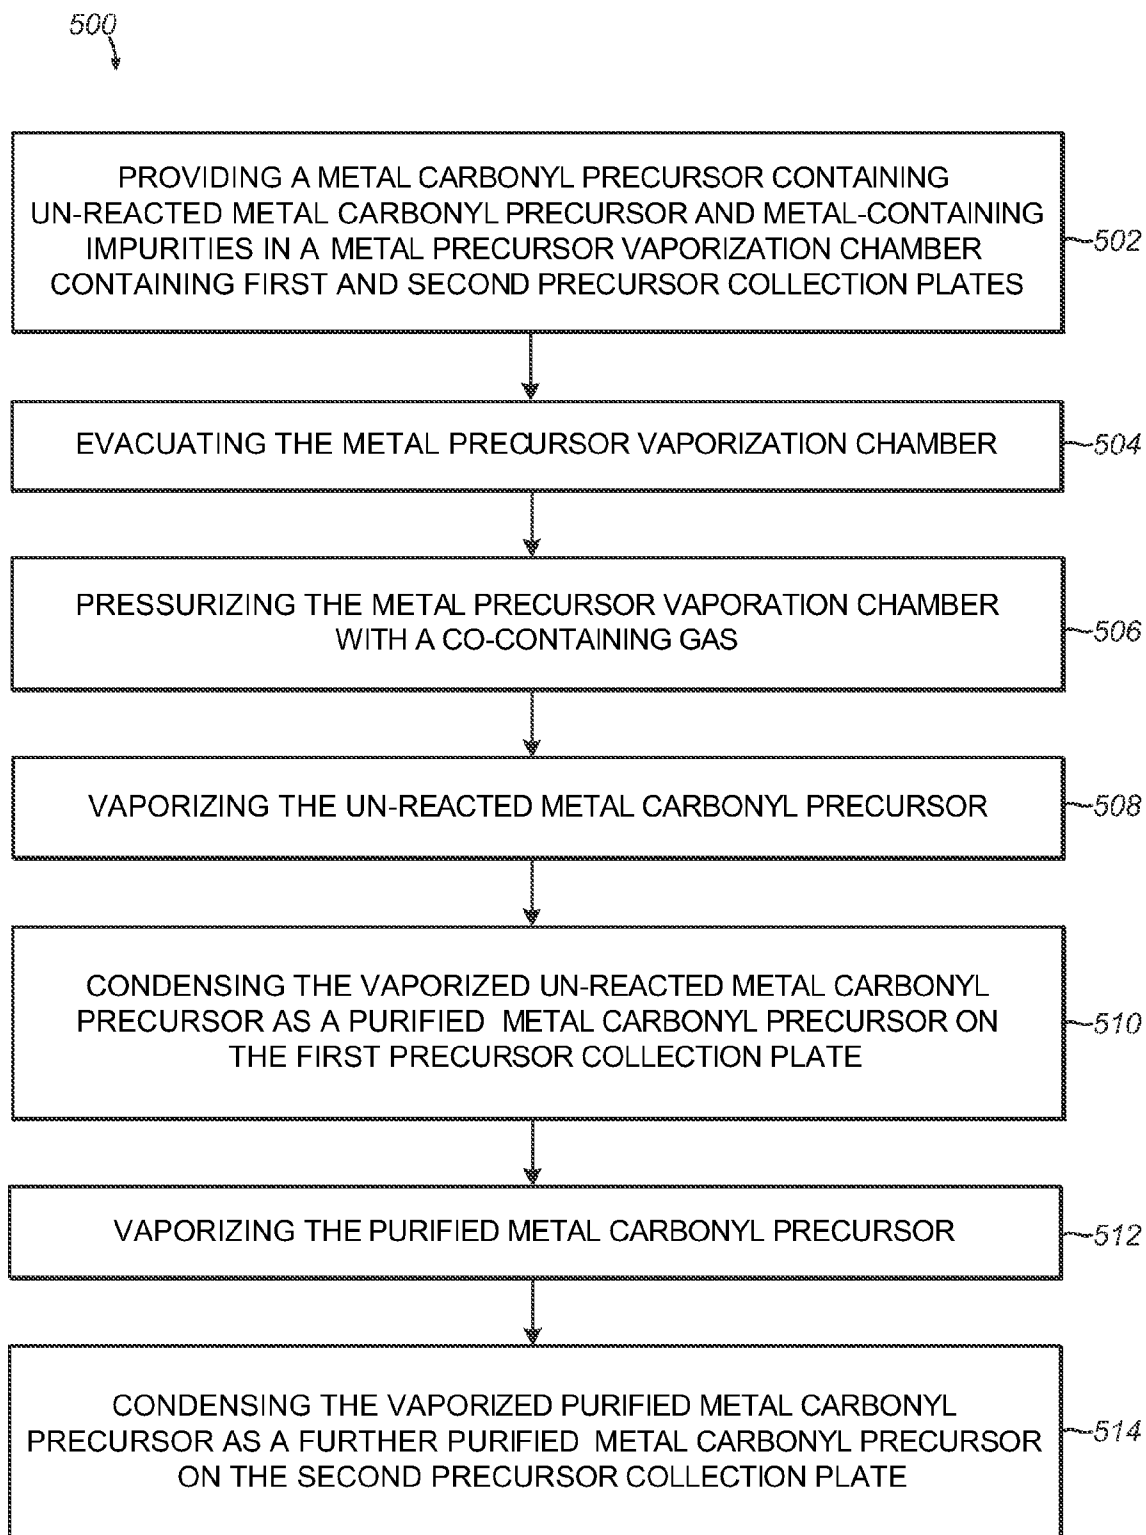 500
PROVIDING A METAL CARBONYL PRECURSOR CONTAINING
UN-REACTED METAL CARBONYL PRECURSOR AND METAL-CONTAINING
IMPURITIES IN A METAL PRECURSOR VAPORIZATION CHAMBER
CONTAINING FIRST AND SECOND PRECURSOR COLLECTION PLATES
502
EVACUATING THE METAL PRECURSOR VAPORIZATION CHAMBER
504
PRESSURIZING THE METAL PRECURSOR VAPORATION CHAMBER
WITH A CO-CONTAINING GAS
506
VAPORIZING THE UN-REACTED METAL CARBONYL PRECURSOR
508
CONDENSING THE VAPORIZED UN-REACTED METAL CARBONYL
PRECURSOR AS A PURIFIED METAL CARBONYL PRECURSOR ON
THE FIRST PRECURSOR COLLECTION PLATE
510
VAPORIZING THE PURIFIED METAL CARBONYL PRECURSOR
512
CONDENSING THE VAPORIZED PURIFIED METAL CARBONYL
PRECURSOR AS A FURTHER PURIFIED METAL CARBONYL PRECURSOR
ON THE SECOND PRECURSOR COLLECTION PLATE
514